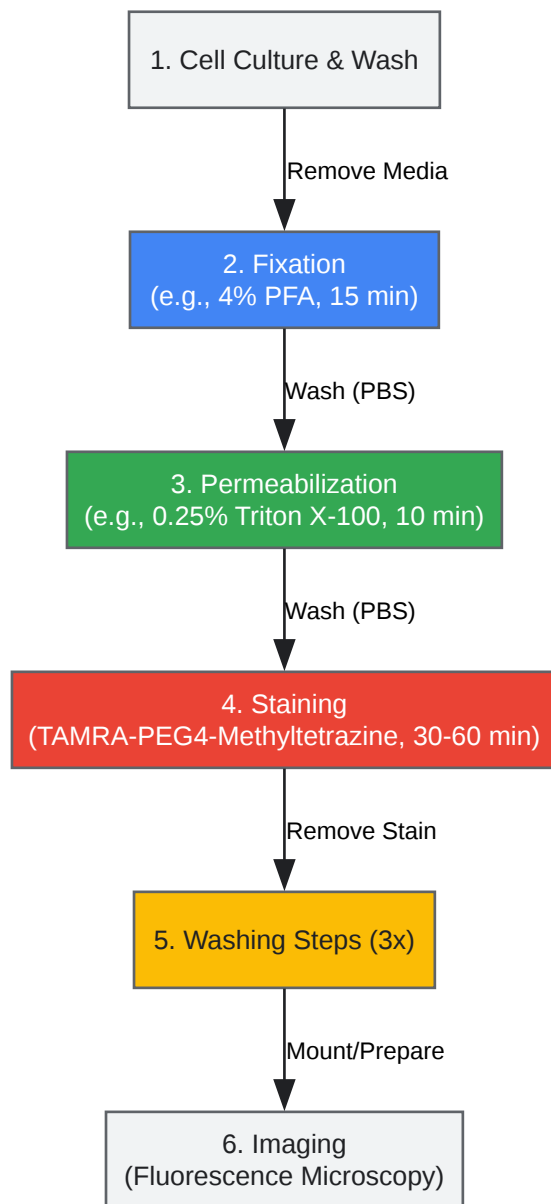 1. Cell Culture & Wash
Remove Media
2. Fixation
(e.g., 4% PFA, 15 min)
Wash (PBS)
3. Permeabilization
(e.g., 0.25% Triton X-100, 10 min)
Wash (PBS)
4. Staining
(TAMRA-PEG4-Methyltetrazine, 30-60 min)
Remove Stain
5. Washing Steps (3x)
Mount/Prepare
6. Imaging
(Fluorescence Microscopy)